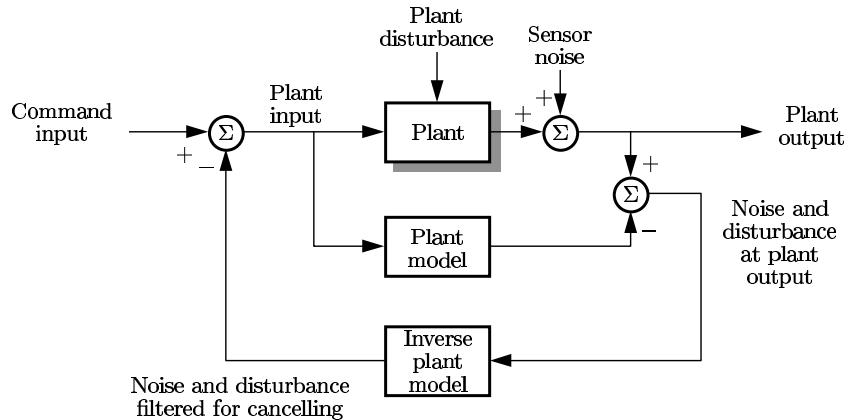 Plant
disturbance
Sensor
noise
Command
input
Plant
input
Σ
Plant
+
+
Σ
Plant
output
+
−
+
Σ
−
Plant
model
Noise and
disturbance
at plant
output
Inverse
plant
model
Noise and disturbance
filtered for cancelling